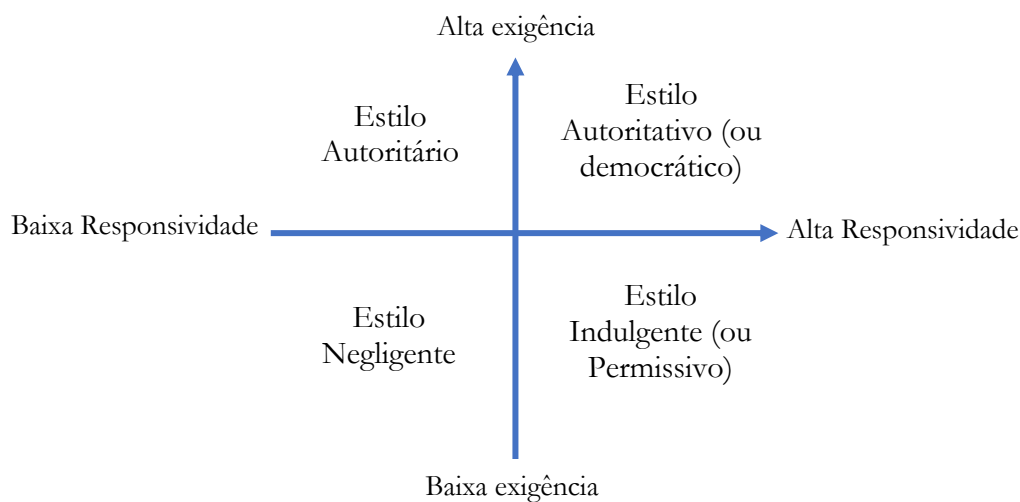 Alta exigência
Estilo
Autoritário
Estilo
Autoritativo (ou
democrático)
Baixa Responsividade
Alta Responsividade
Estilo
Negligente
Estilo
Indulgente (ou
Permissivo)
Baixa exigência